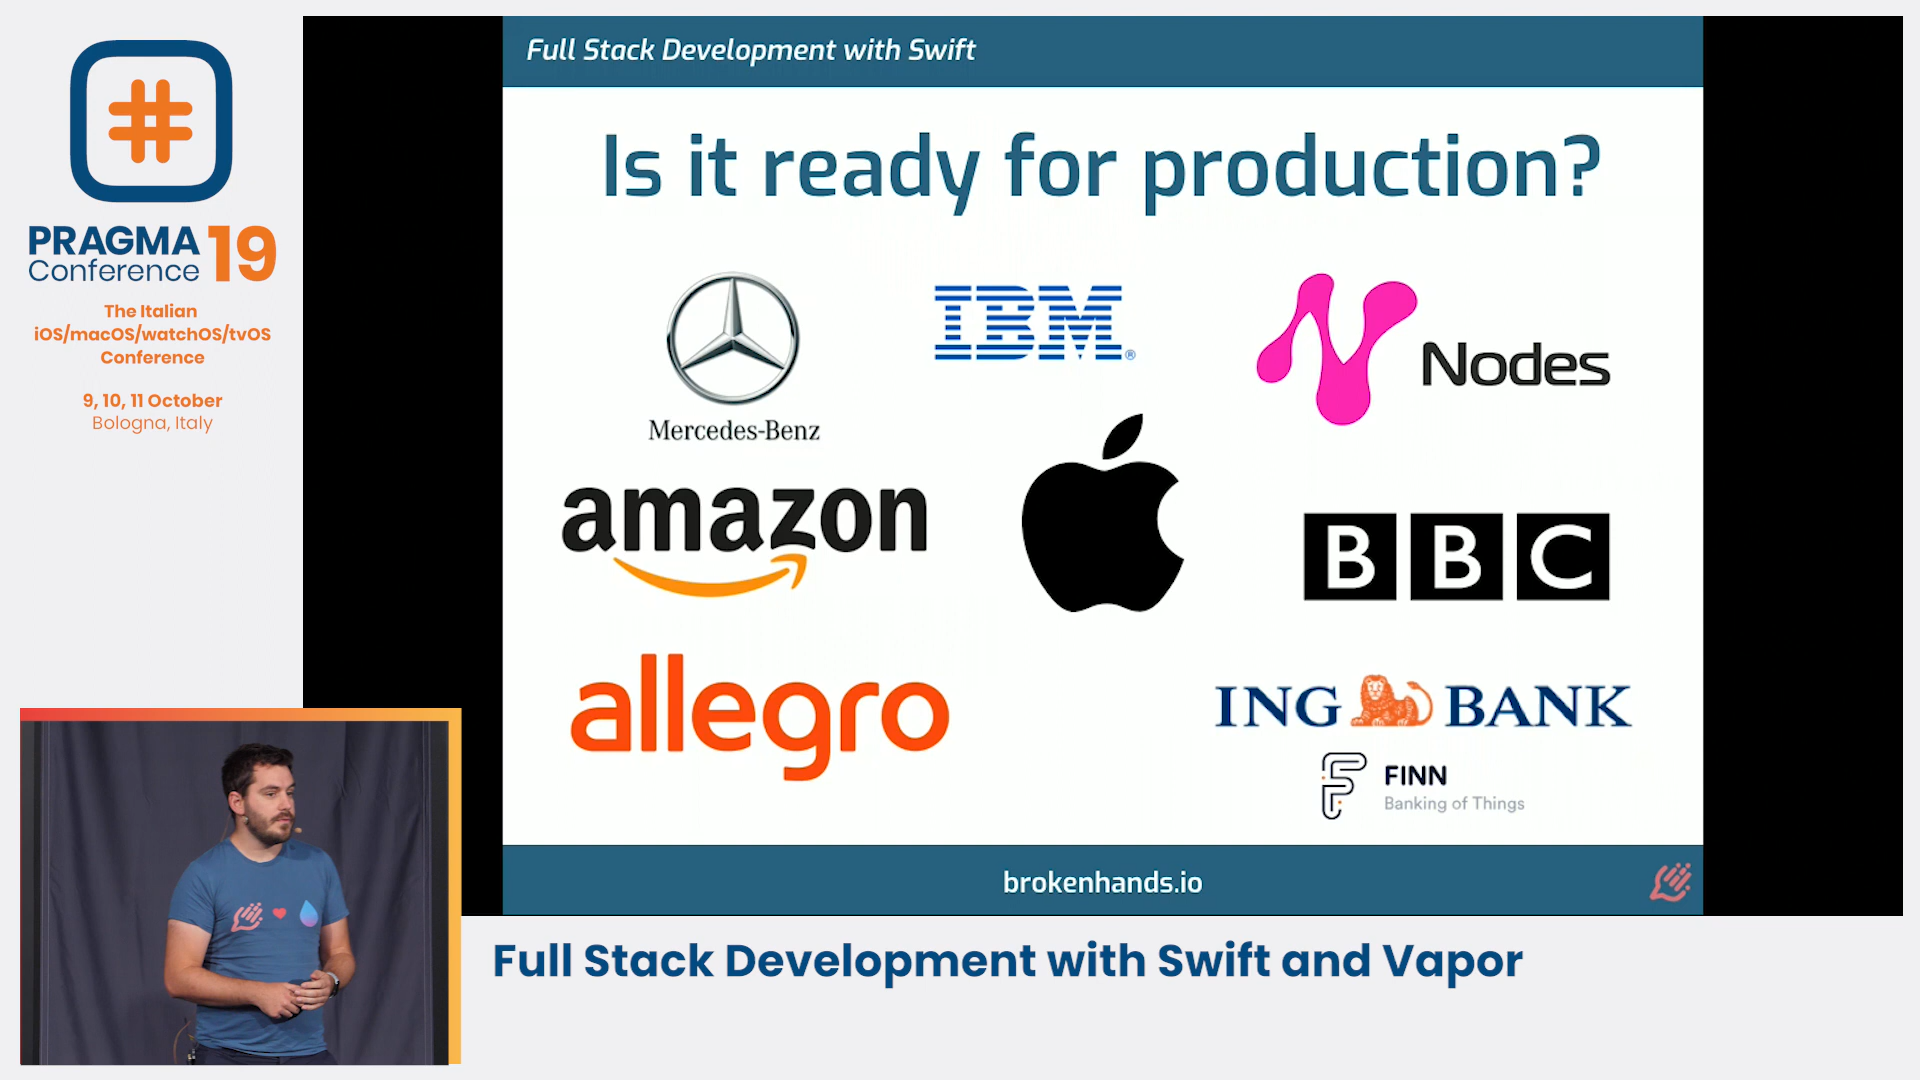 PRAGMA 19
Conference
The Italian
iOS/macOS/watchOS/tvOS
Conference
9, 10, 11 October
Bologna, Italy
Full Stack Development with Swift
Is it ready for production?
Mercedes-Benz
IBM®
Nodes
amazon
BBC
allegro
ING BANK
FINN
Banking of Things
brokenhands.io
Full Stack Development with Swift and Vapor